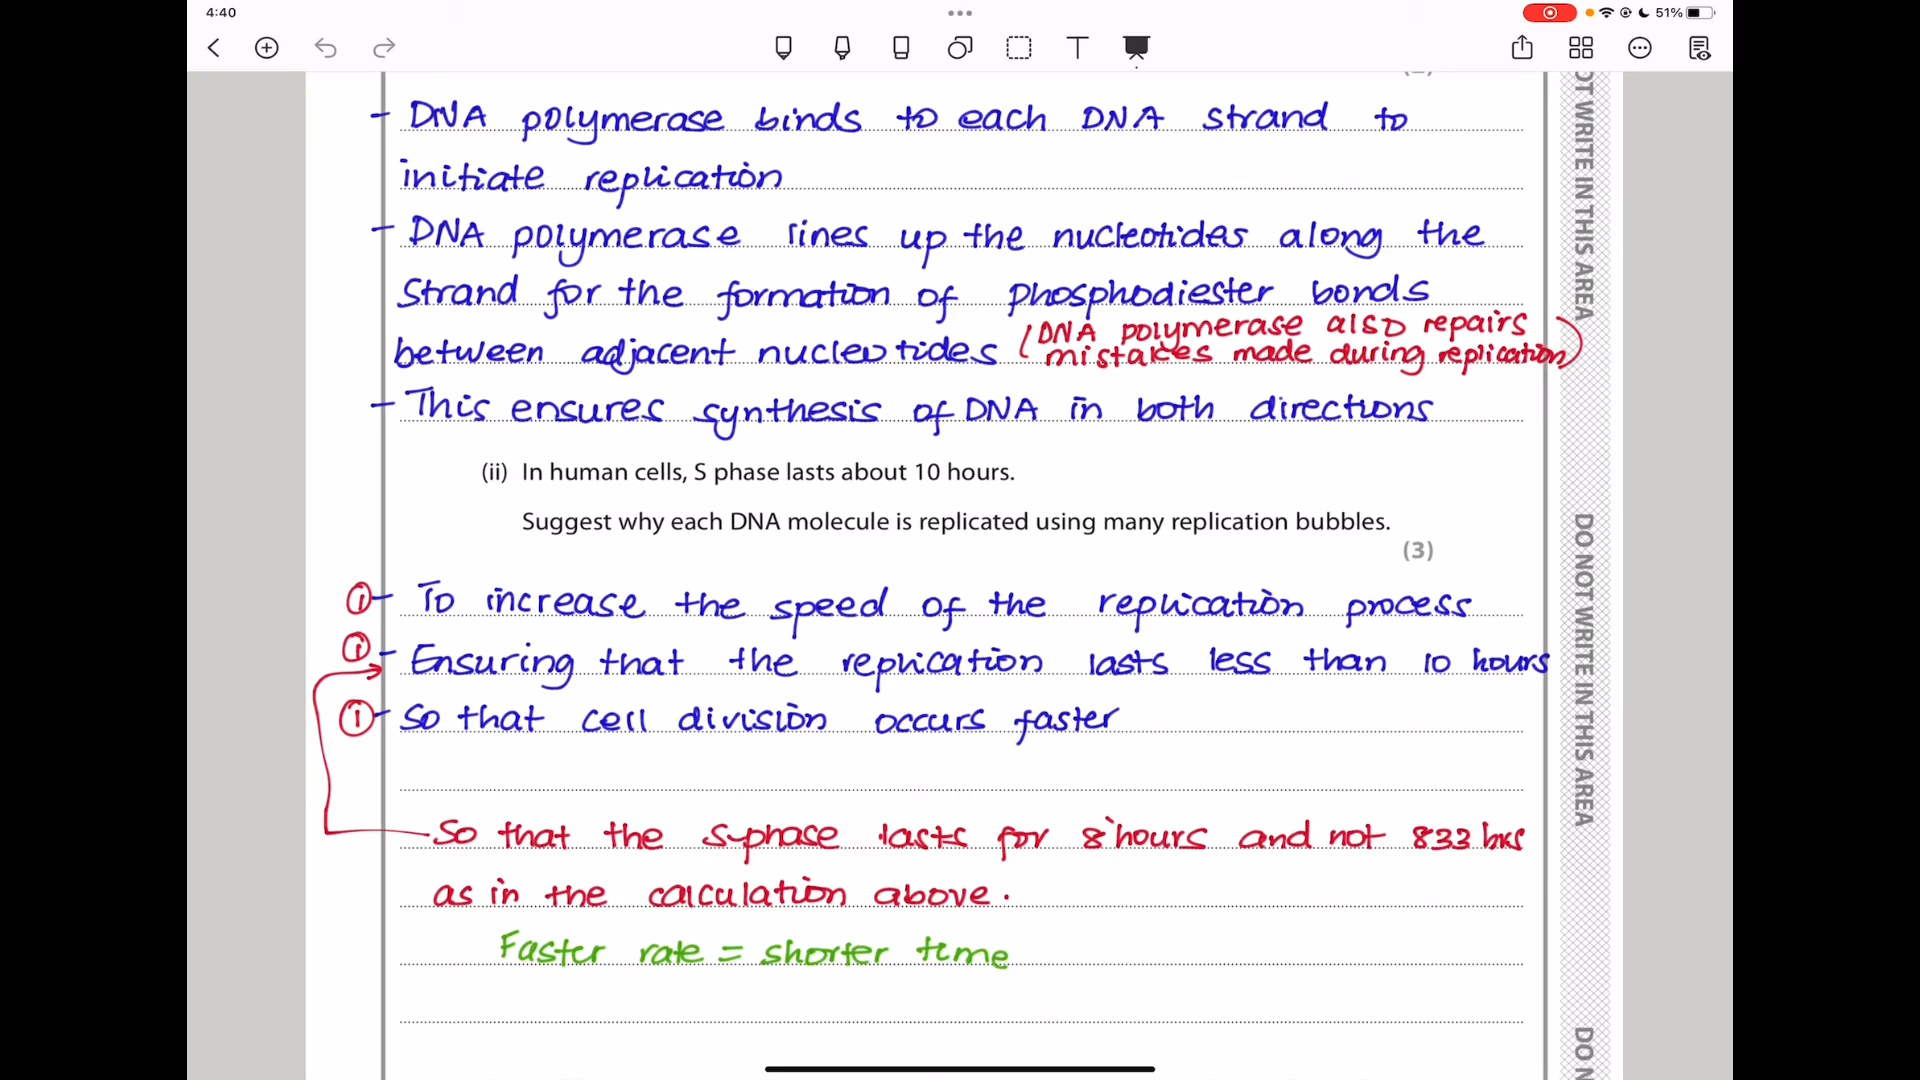 4:40
51%
- DNA polymerase binds to each DNA strand to
initiate replication
- DNA polymerase lines up the nucleotides along the
strand for the formation of phosphodiester bonds
between adjacent nucleotides (DNA polymerase also repairs
mistakes made during replication)
- This ensures synthesis of DNA in both directions
(ii) In human cells, S phase lasts about 10 hours.
Suggest why each DNA molecule is replicated using many replication bubbles.
(3)
① - To increase the speed of the replication process
① - Ensuring that the replication lasts less than 10 hours
① - So that cell division occurs faster
So that the S-phase lasts for 8 hours and not 833 hrs
as in the calculation above.
Faster rate = shorter time
OT WRITE IN THIS AREA
DO NOT WRITE IN THIS AREA
DO N